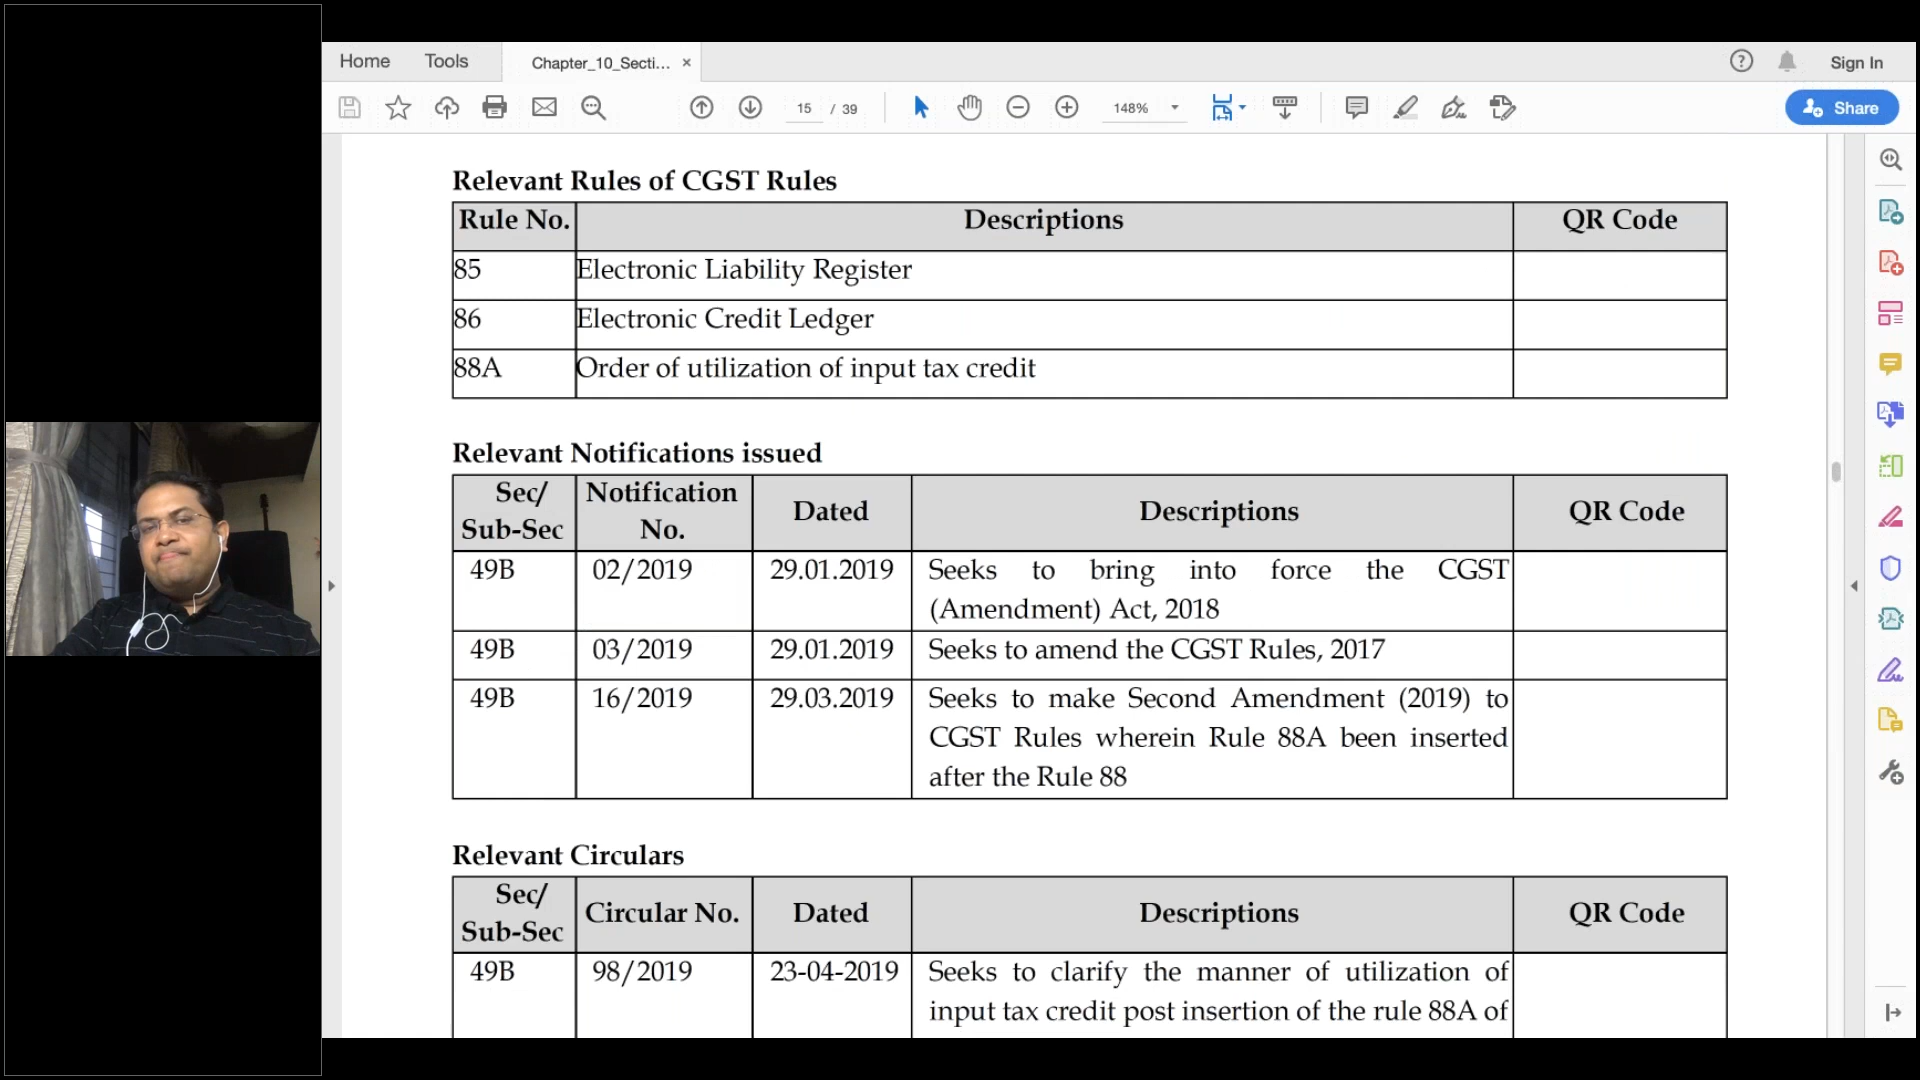 Home Tools Chapter_10_Secti... × Sign In
15 / 39 148% Share
Relevant Rules of CGST Rules
Rule No. Descriptions QR Code
85 Electronic Liability Register
86 Electronic Credit Ledger
88A Order of utilization of input tax credit
Relevant Notifications issued
Sec/ Sub-Sec Notification No. Dated Descriptions QR Code
49B 02/2019 29.01.2019 Seeks to bring into force the CGST
(Amendment) Act, 2018
49B 03/2019 29.01.2019 Seeks to amend the CGST Rules, 2017
49B 16/2019 29.03.2019 Seeks to make Second Amendment (2019) to
CGST Rules wherein Rule 88A been inserted
after the Rule 88
Relevant Circulars
Sec/ Sub-Sec Circular No. Dated Descriptions QR Code
49B 98/2019 23-04-2019 Seeks to clarify the manner of utilization of
input tax credit post insertion of the rule 88A of